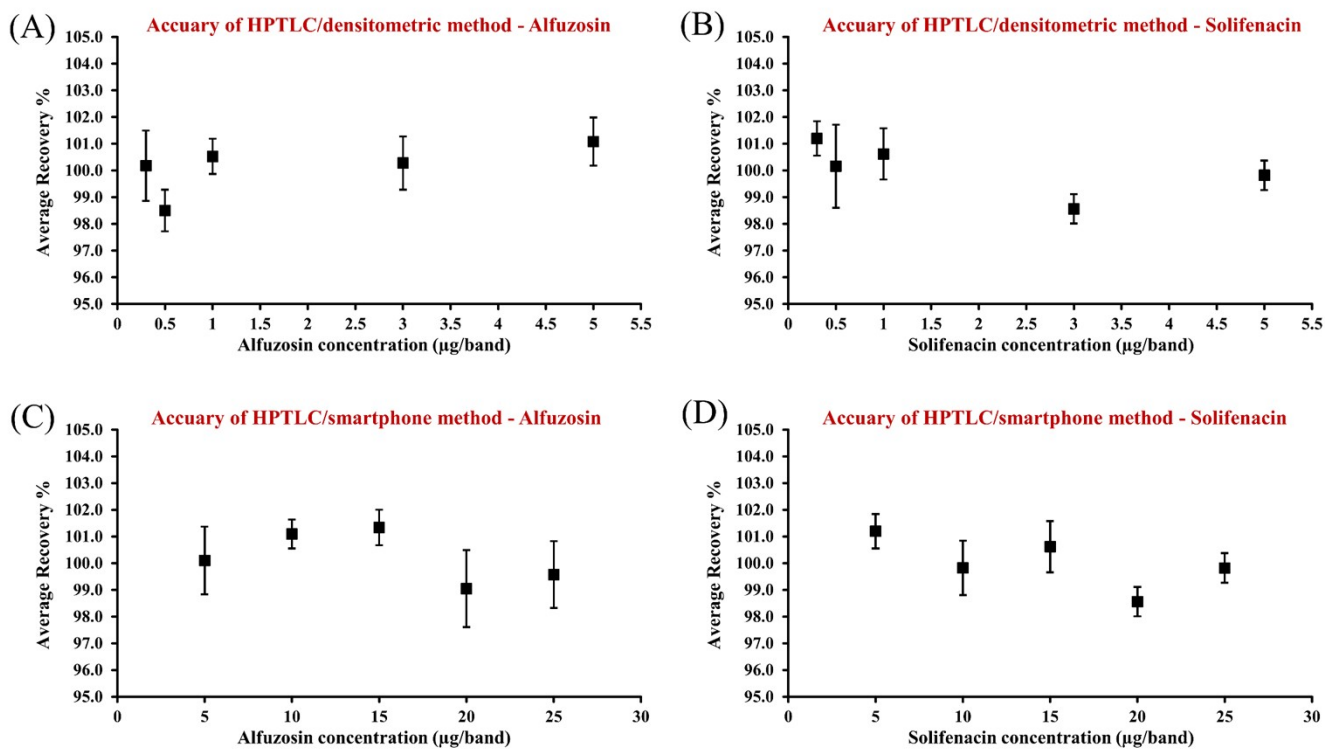 (A)
Accuary of HPTLC/densitometric method - Alfuzosin
105.0
104.0
103.0
102.0
101.0
100.0
99.0
98.0
97.0
96.0
95.0
Average Recovery %
0 0.5 1 1.5 2 2.5 3 3.5 4 4.5 5 5.5
Alfuzosin concentration (µg/band)
(B)
Accuary of HPTLC/densitometric method - Solifenacin
105.0
104.0
103.0
102.0
101.0
100.0
99.0
98.0
97.0
96.0
95.0
Average Recovery %
0 0.5 1 1.5 2 2.5 3 3.5 4 4.5 5 5.5
Solifenacin concentration (µg/band)
(C)
Accuary of HPTLC/smartphone method - Alfuzosin
105.0
104.0
103.0
102.0
101.0
100.0
99.0
98.0
97.0
96.0
95.0
Average Recovery %
0 5 10 15 20 25 30
Alfuzosin concentration (µg/band)
(D)
Accuary of HPTLC/smartphone method - Solifenacin
105.0
104.0
103.0
102.0
101.0
100.0
99.0
98.0
97.0
96.0
95.0
Average Recovery %
0 5 10 15 20 25 30
Solifenacin concentration (µg/band)